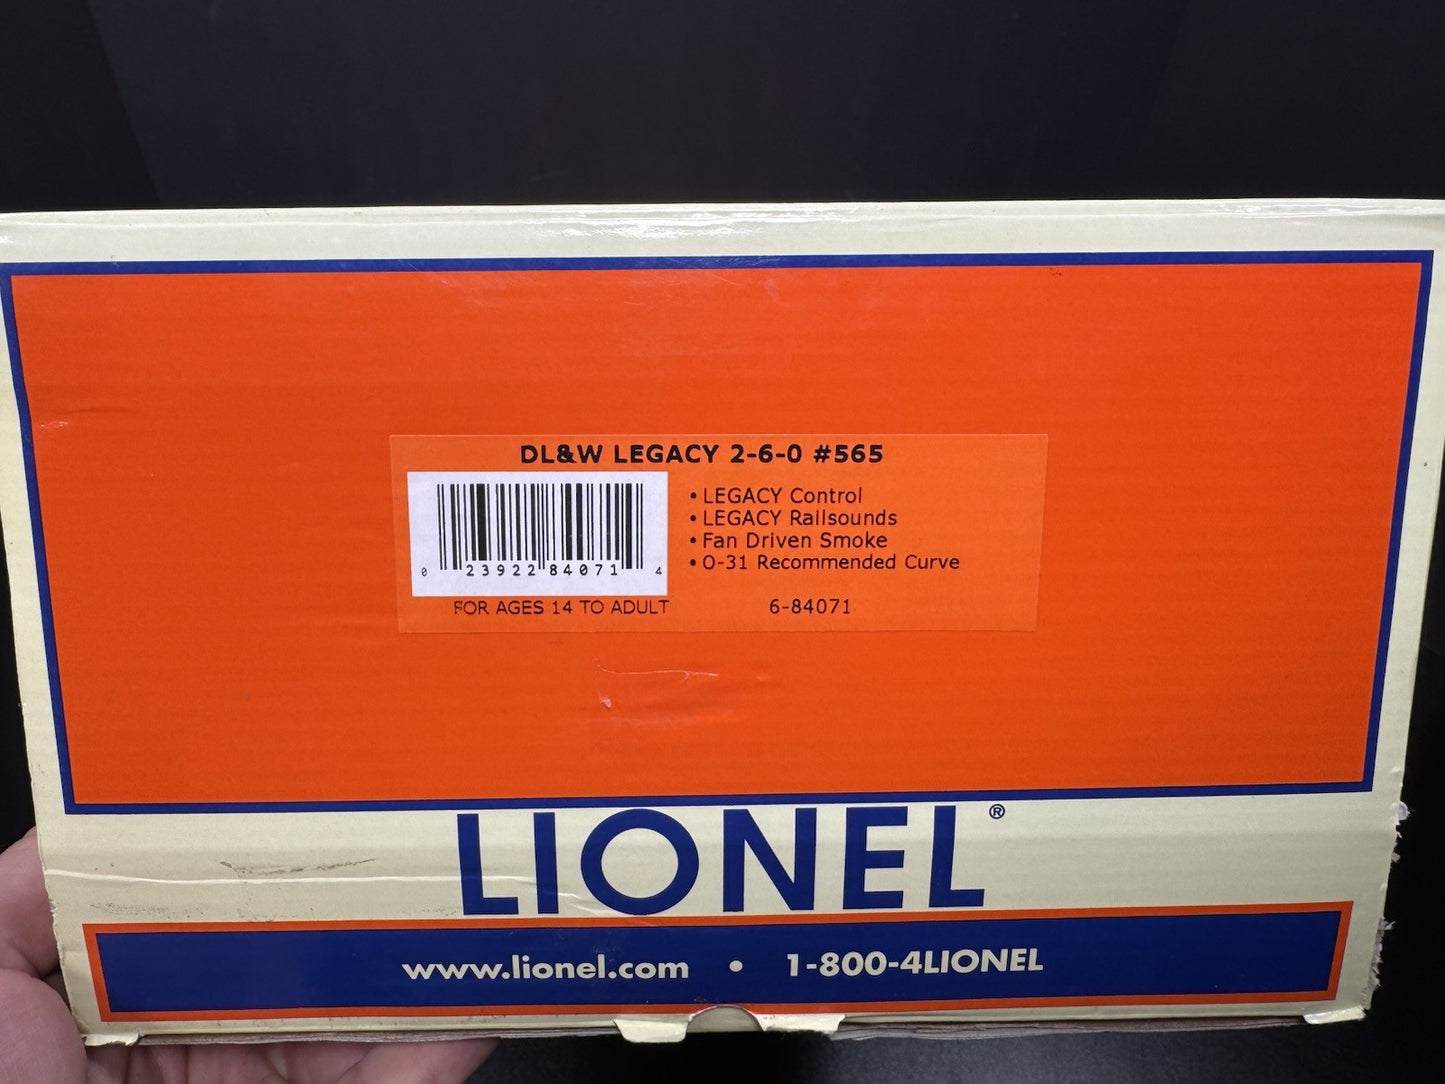 DL&W LEGACY 2-6-0 #565
• LEGACY Control
• LEGACY Railsounds
• Fan Driven Smoke
• O-31 Recommended Curve
0 23922 84071 4
FOR AGES 14 TO ADULT 6-84071
LIONEL®
www.lionel.com • 1-800-4LIONEL